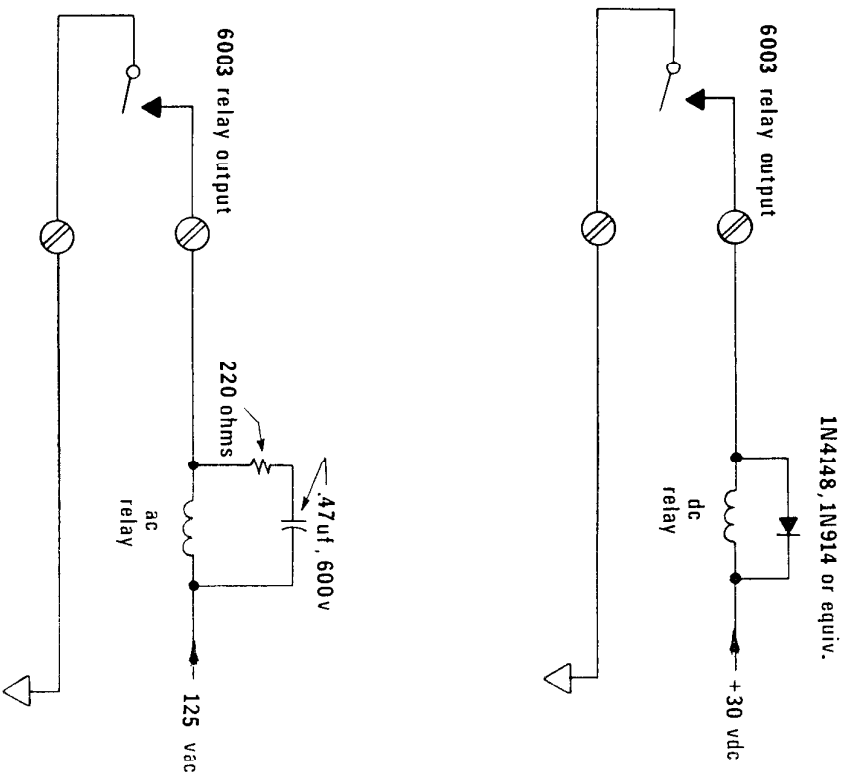 1N4148, 1N914 or equiv.
6003 relay output
dc
relay
+30 vdc
.47uf, 600v
220 ohms
6003 relay output
ac
relay
125 vac